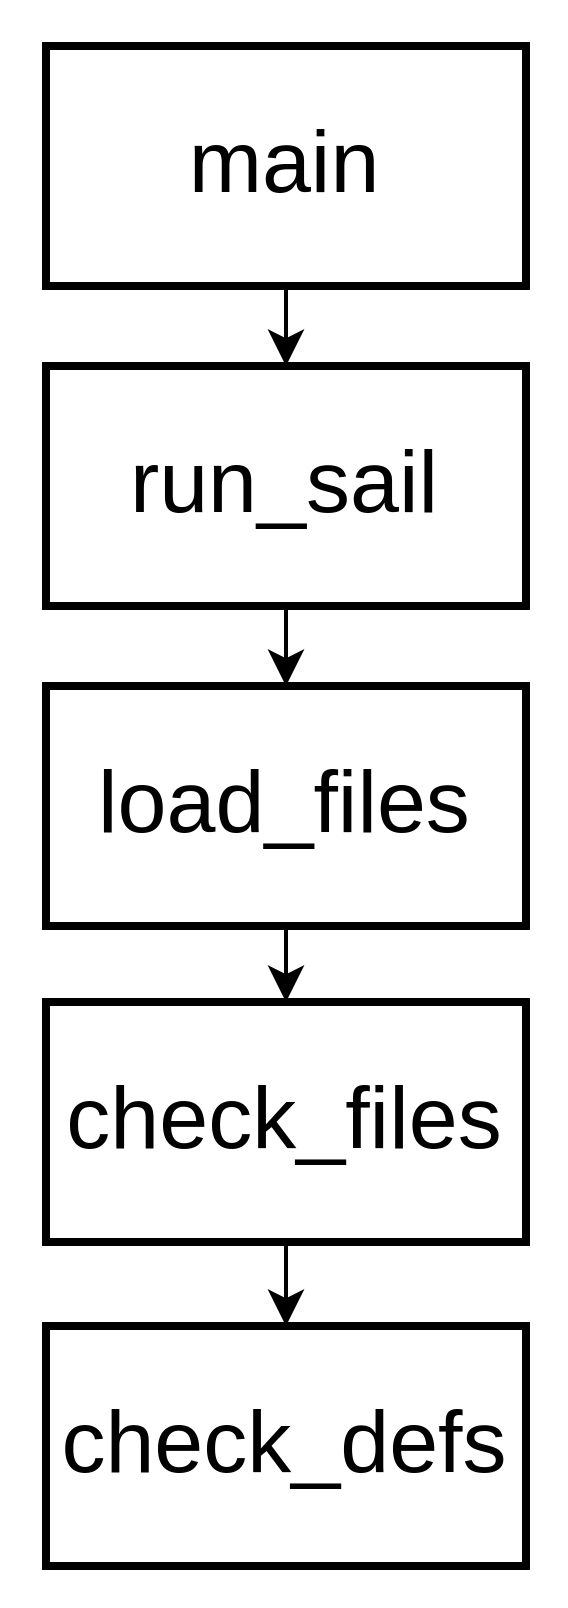 main
run_sail
load_files
check_files
check_defs